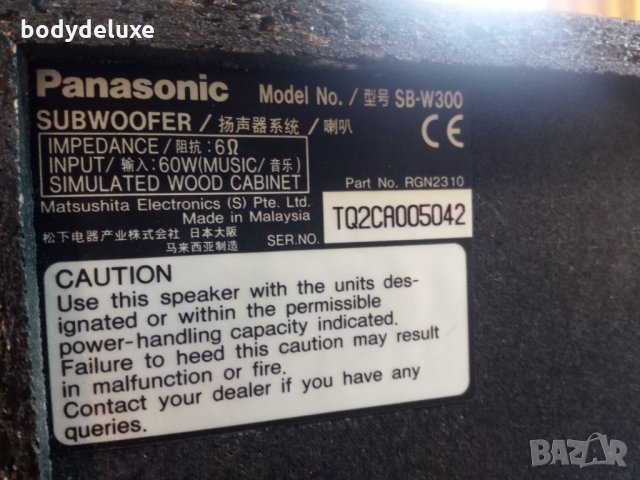 bodydeluxe
Panasonic Model No./型号 SB-W300
SUBWOOFER/扬声器系统/喇叭 CE
IMPEDANCE/阻抗:6Ω
INPUT/输入:60W(MUSIC/音乐)
SIMULATED WOOD CABINET
Part No. RGN2310
Matsushita Electronics (S) Pte. Ltd.
Made in Malaysia
松下电器产业株式会社 日本大阪
马来西亚制造
SER.NO. TQ2CA005042
CAUTION
Use this speaker with the units des-
ignated or within the permissible
power-handling capacity indicated.
Failure to heed this caution may result
in malfunction or fire.
Contact your dealer if you have any
queries.
BAZAR